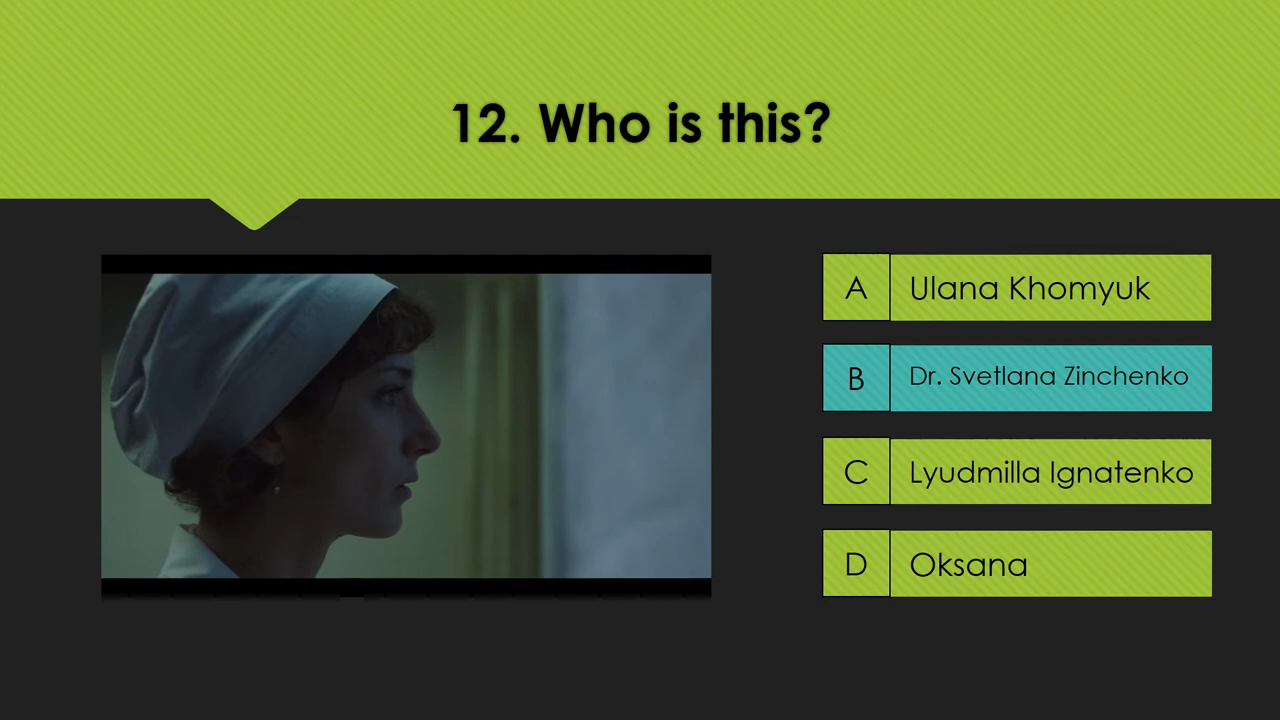 12. Who is this?
A Ulana Khomyuk
B Dr. Svetlana Zinchenko
C Lyudmilla Ignatenko
D Oksana